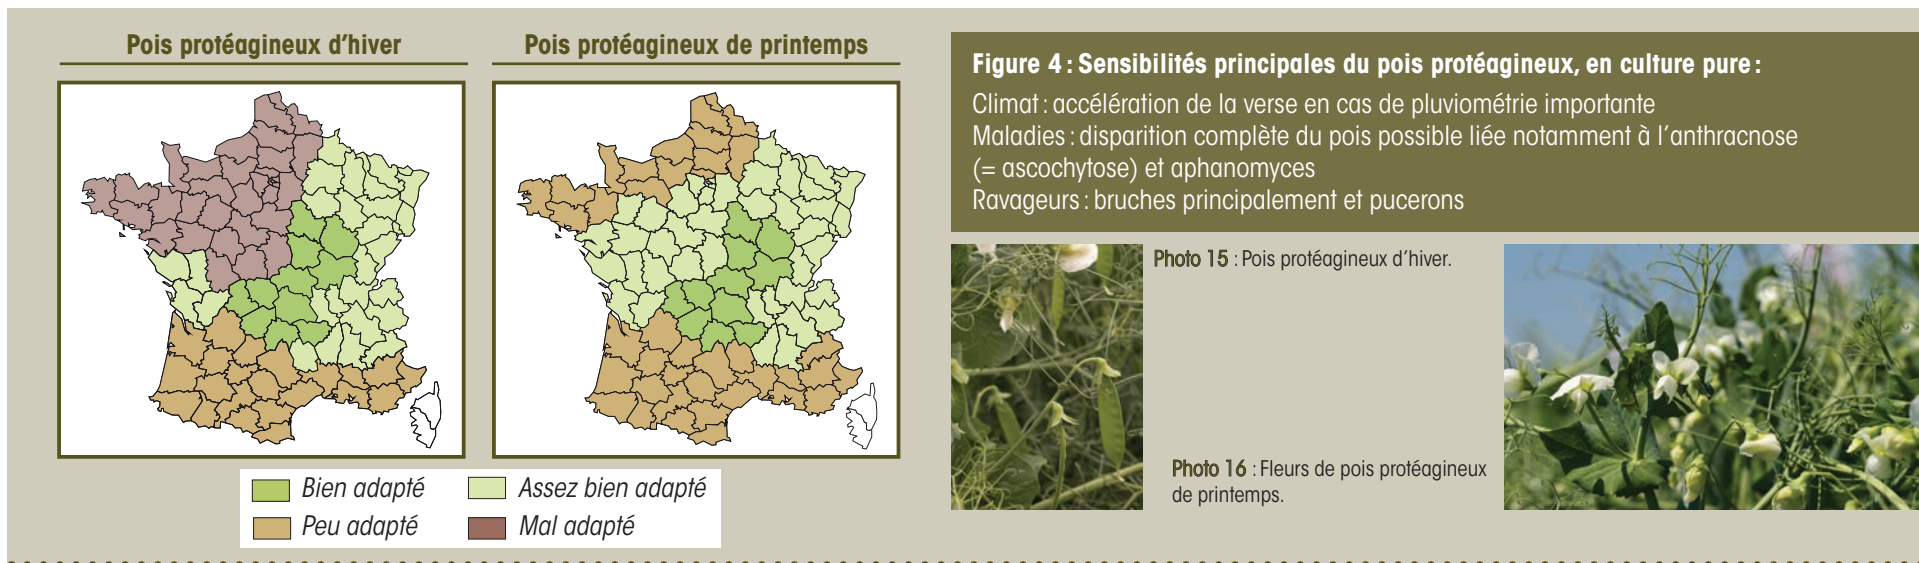 Pois protéagineux d'hiver
Pois protéagineux de printemps
Bien adapté
Assez bien adapté
Peu adapté
Mal adapté
Figure 4 : Sensibilités principales du pois protéagineux, en culture pure :
Climat : accélération de la verse en cas de pluviométrie importante
Maladies : disparition complète du pois possible liée notamment à l'anthracnose
(= ascochytose) et aphanomyces
Ravageurs : bruches principalement et pucerons
Photo 15 : Pois protéagineux d'hiver.
Photo 16 : Fleurs de pois protéagineux
de printemps.